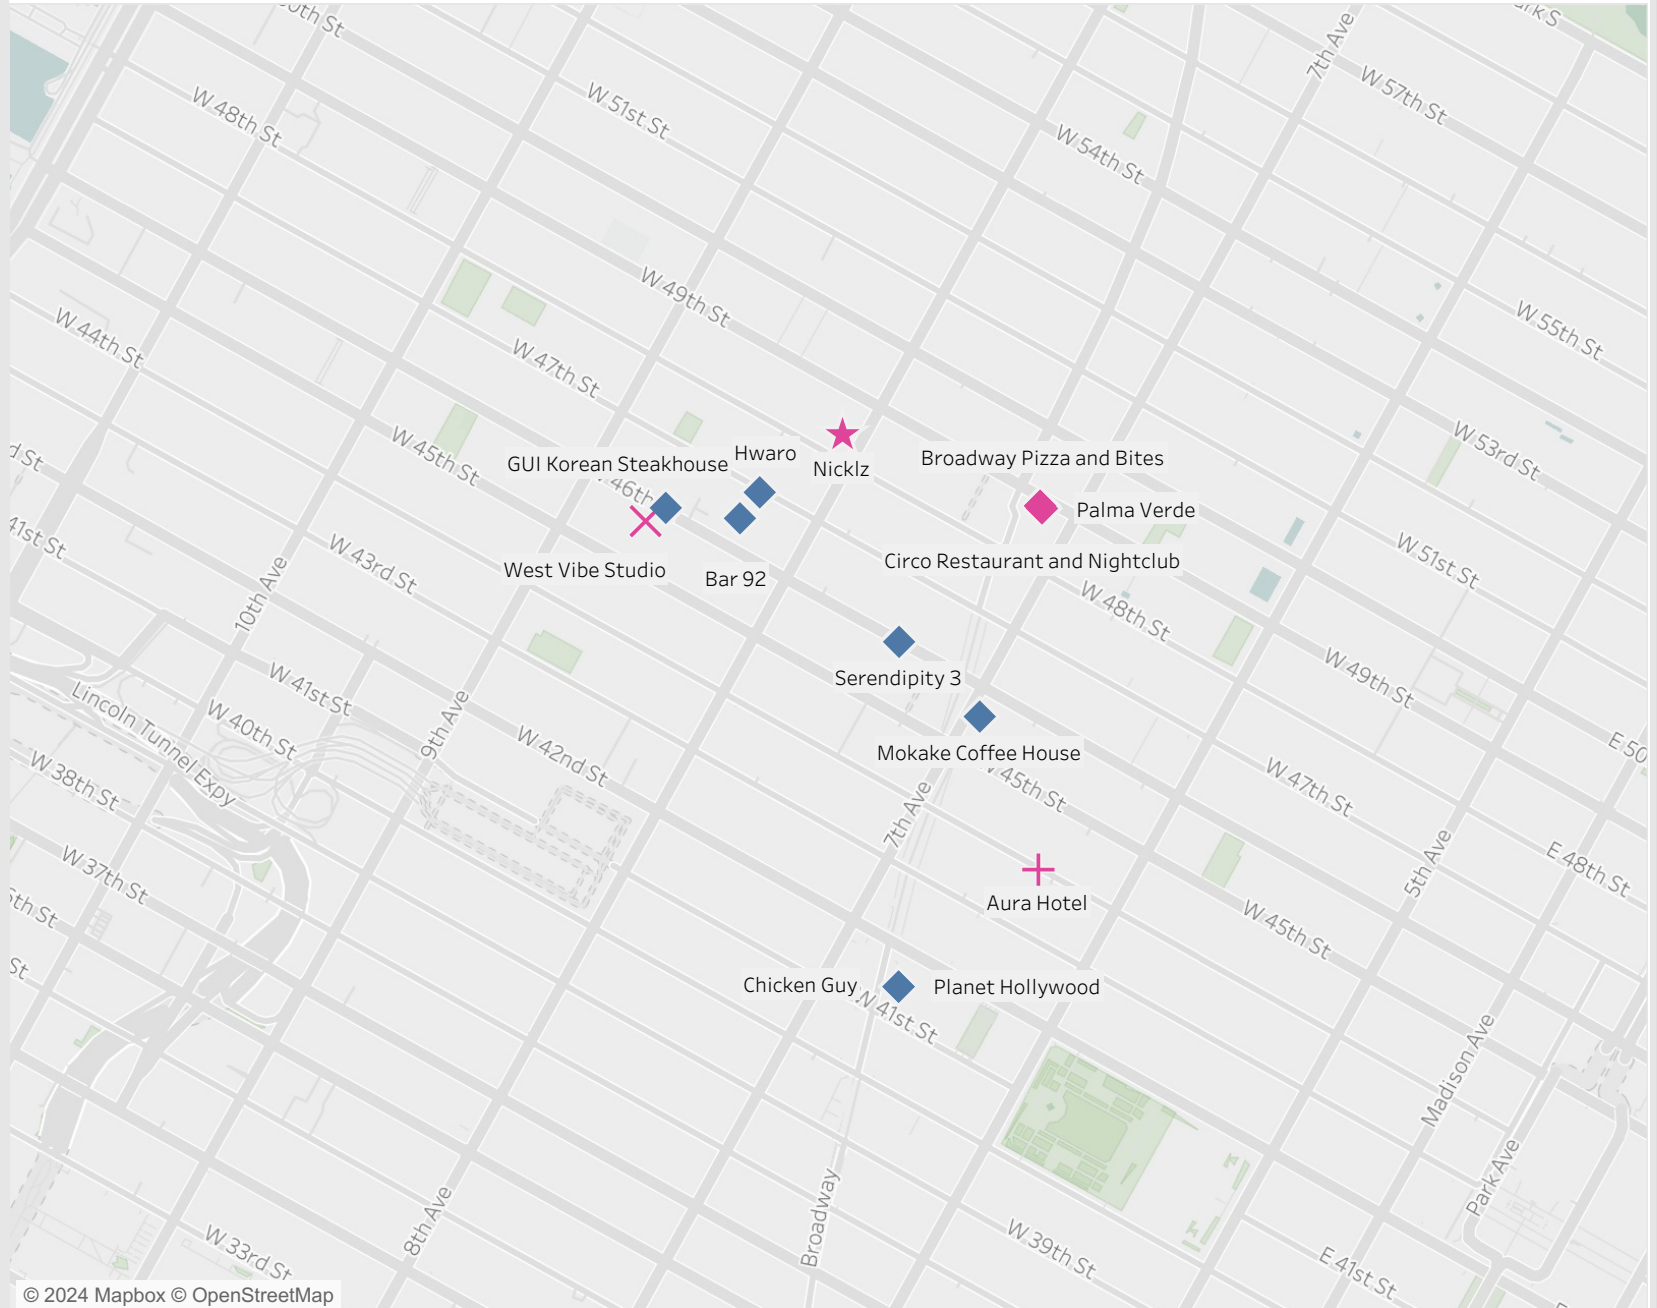 W 48th St
W 51st St
7th Ave
W 57th St
W 54th St
W 49th St
W 44th St
W 47th St
W 55th St
W 45th St
W 53rd St
GUI Korean Steakhouse
Hwaro
Nicklz
Broadway Pizza and Bites
46th
Palma Verde
41st St
West Vibe Studio
Bar 92
Circo Restaurant and Nightclub
W 43rd St
10th Ave
W 51st St
W 48th St
Serendipity 3
W 49th St
W 41st St
Lincoln Tunnel Expy
W 40th St
9th Ave
W 42nd St
Mokake Coffee House
E 50
W 38th St
45th St
W 47th St
7th Ave
5th Ave
E 48th St
W 37th St
Aura Hotel
W 45th St
St
Chicken Guy
Planet Hollywood
W 41st St
Madison Ave
Park Ave
8th Ave
Broadway
W 33rd St
W 39th St
E 41st St
© 2024 Mapbox © OpenStreetMap